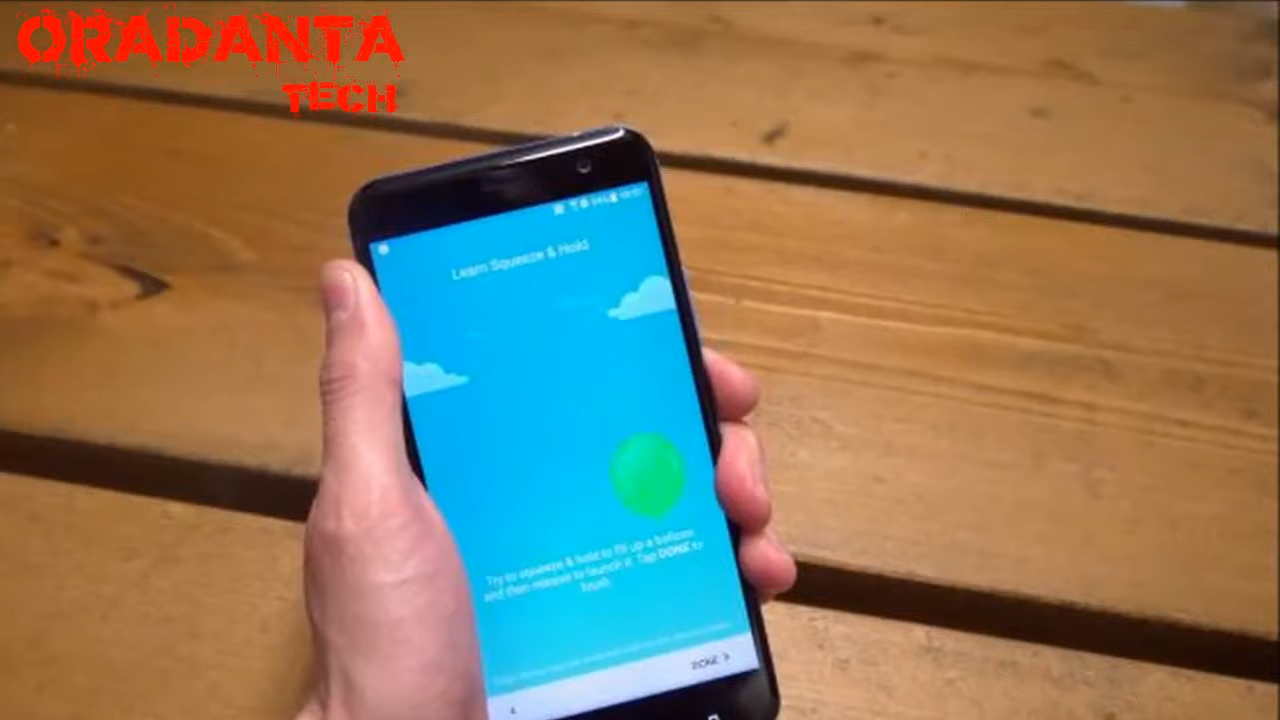 ORADANTA
TECH
Learn Squeeze & Hold
Try to squeeze & hold to fill up a balloon
and then release to launch it. Tap DONE to
finish.
DONE >